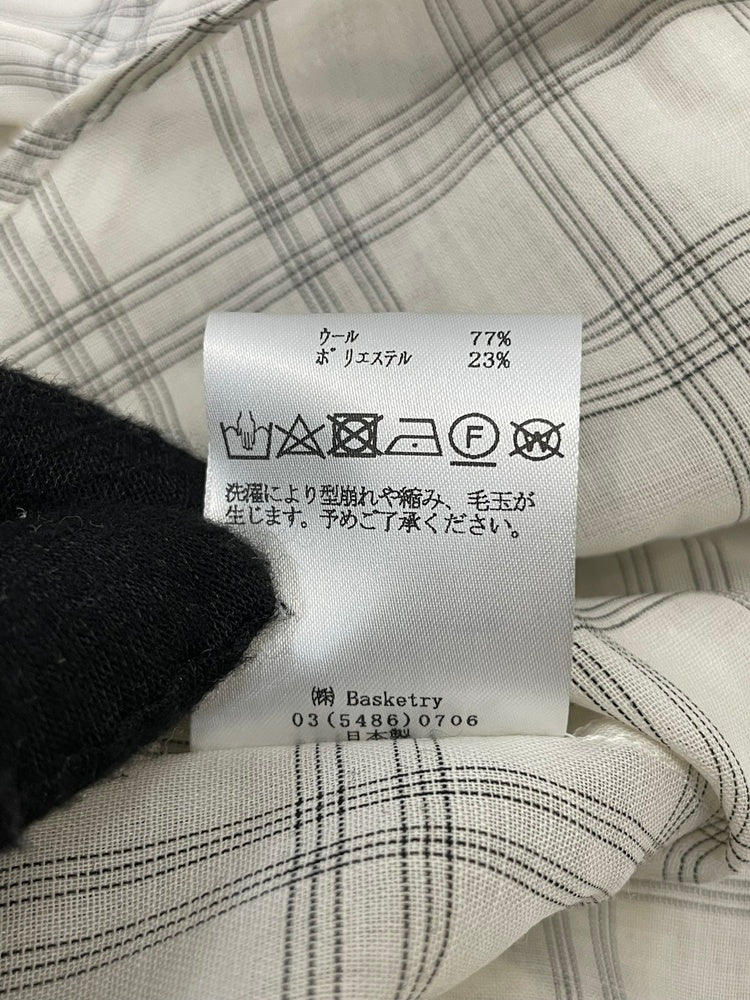 ウール 77%
ポリエステル 23%
F W
洗濯により型崩れや縮み、毛玉が
生じます。予めご了承ください。
㈱ Basketry
03(5486)0706
日本製